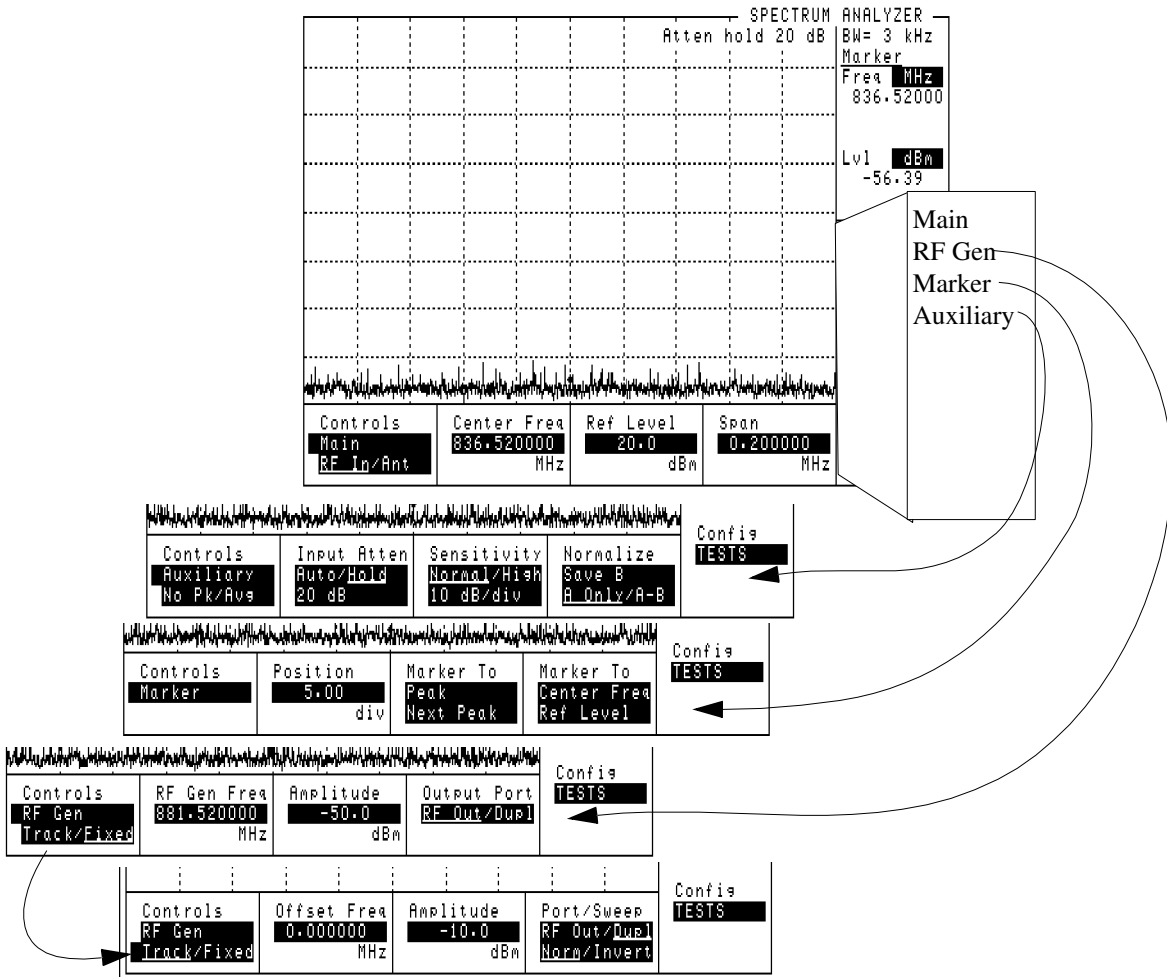 SPECTRUM ANALYZER
Atten hold 20 dB
BW= 3 kHz
Marker
Freq MHz
836.52000
Lvl dBm
-56.39
Main
RF Gen
Marker
Auxiliary
Controls
Main
RF In/Ant
Center Freq
836.520000
MHz
Ref Level
20.0
dBm
Span
0.200000
MHz
Controls
Auxiliary
No Pk/Avg
Input Atten
Auto/Hold
20 dB
Sensitivity
Normal/High
10 dB/div
Normalize
Save B
A Only/A-B
Config
TESTS
Controls
Marker
Position
5.00
div
Marker To
Peak
Next Peak
Marker To
Center Freq
Ref Level
Config
TESTS
Controls
RF Gen
Track/Fixed
RF Gen Freq
881.520000
MHz
Amplitude
-50.0
dBm
Output Port
RF Out/Dupl
Config
TESTS
Controls
RF Gen
Track/Fixed
Offset Freq
0.000000
MHz
Amplitude
-10.0
dBm
Port/Sweep
RF Out/Dupl
Norm/Invert
Config
TESTS